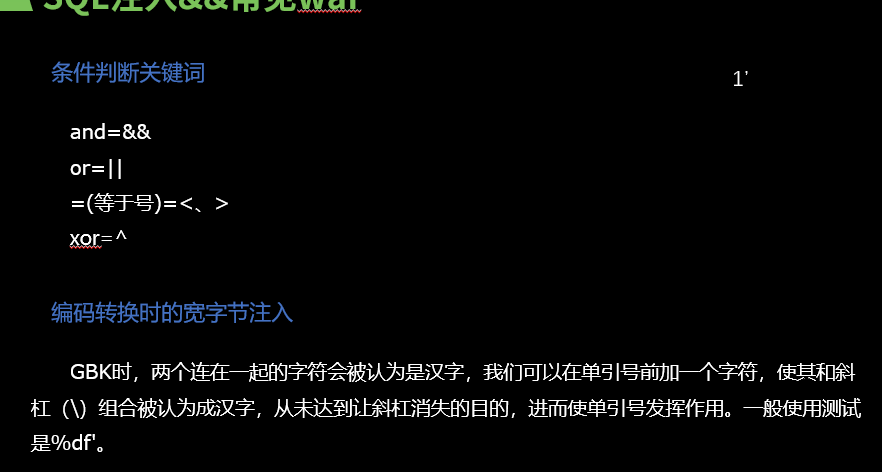 SQL注入&&常见waf
条件判断关键词
1’
and=&&
or=||
=(等于号)=<、>
xor=^
编码转换时的宽字节注入
GBK时，两个连在一起的字符会被认为是汉字，我们可以在单引号前加一个字符，使其和斜
杠（\）组合被认为成汉字，从未达到让斜杠消失的目的，进而使单引号发挥作用。一般使用测试
是%df'。